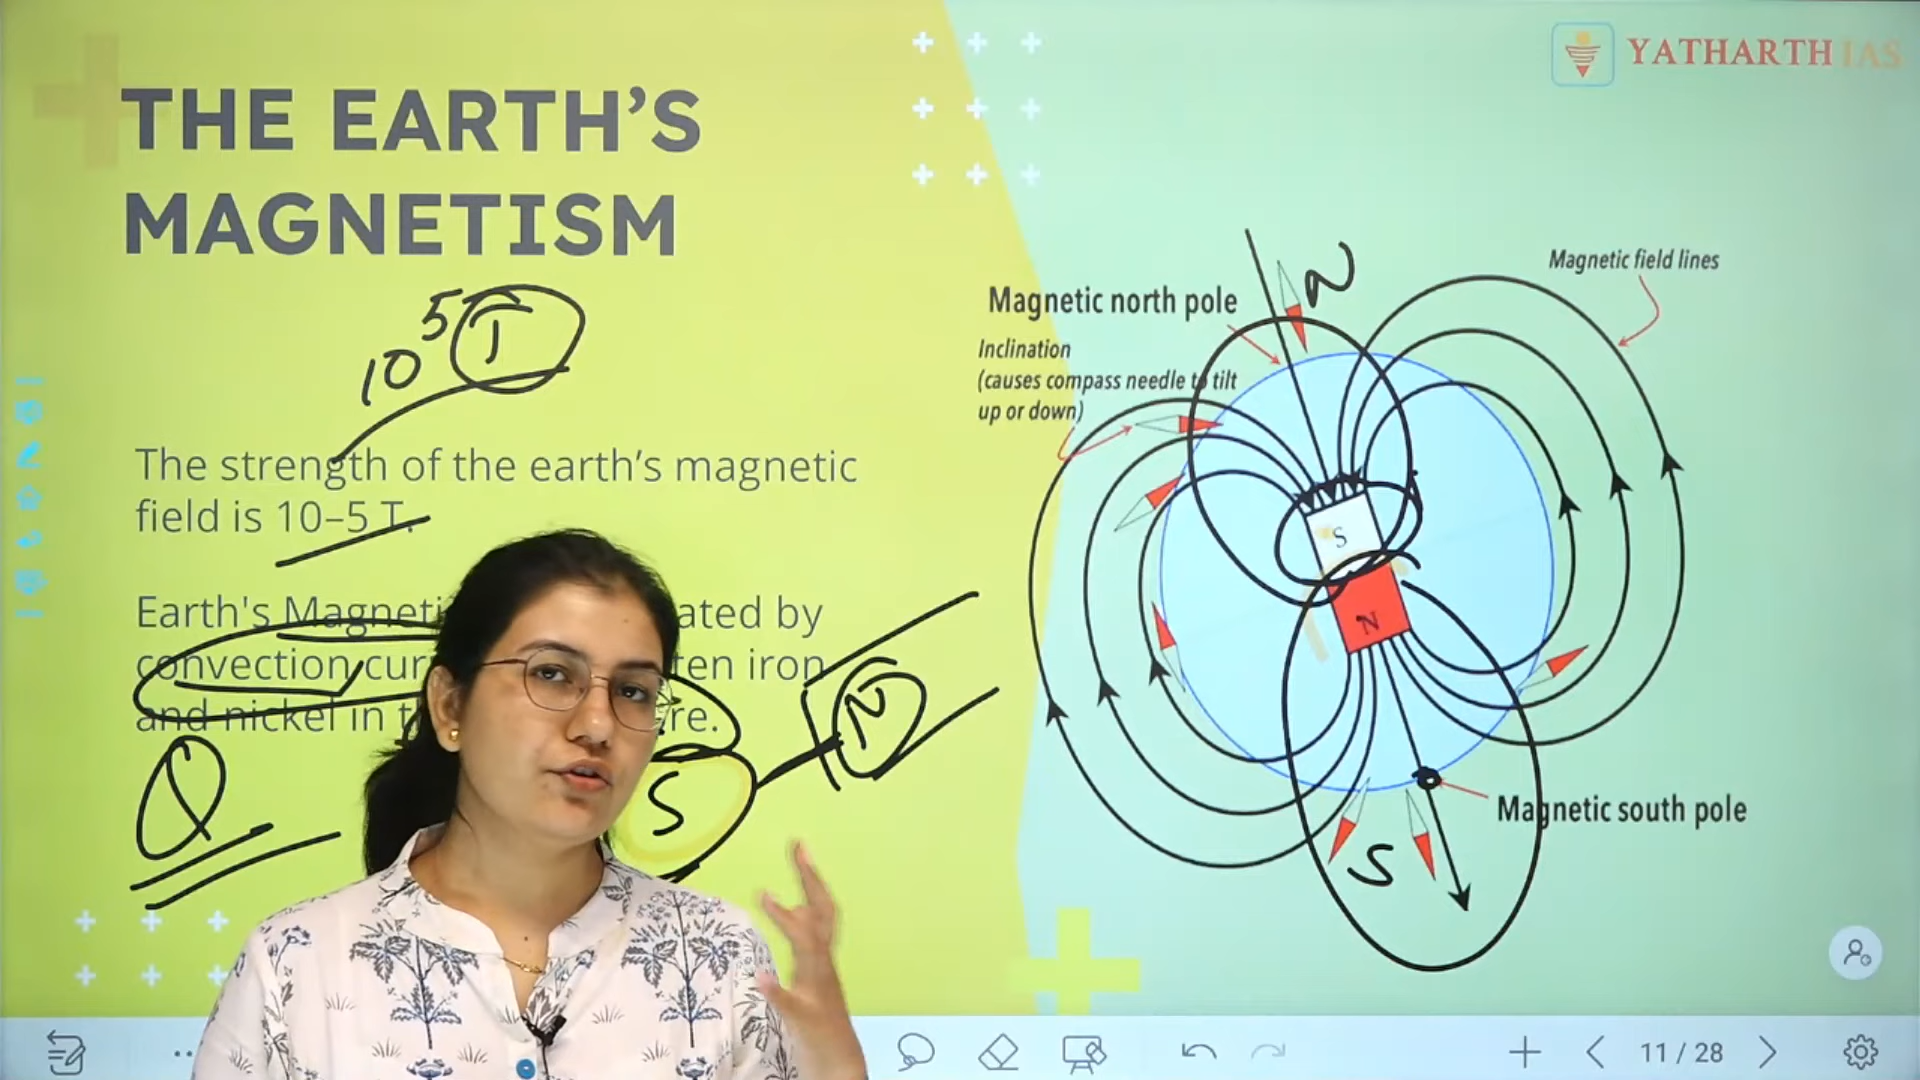 YATHARTH IAS
THE EARTH'S
MAGNETISM
10 5 T
The strength of the earth's magnetic
field is 10–5 T.
Earth's Magneti ated by
convection cur ten iron
and nickel in t re.
S
N
Magnetic field lines
N
Magnetic north pole
Inclination
(causes compass needle to tilt
up or down)
S
N
Magnetic south pole
S
11 / 28